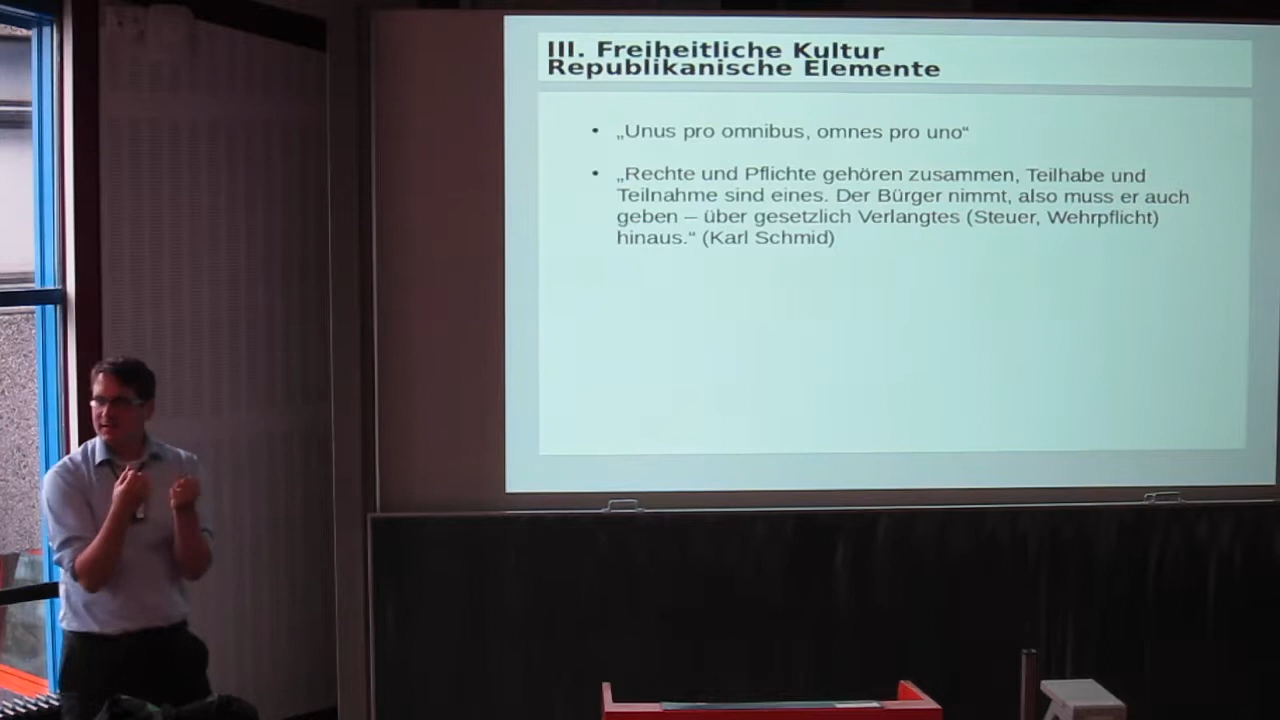 III. Freiheitliche Kultur
Republikanische Elemente
• „Unus pro omnibus, omnes pro uno“
• „Rechte und Pflichte gehören zusammen, Teilhabe und
Teilnahme sind eines. Der Bürger nimmt, also muss er auch
geben – über gesetzlich Verlangtes (Steuer, Wehrpflicht)
hinaus.“ (Karl Schmid)